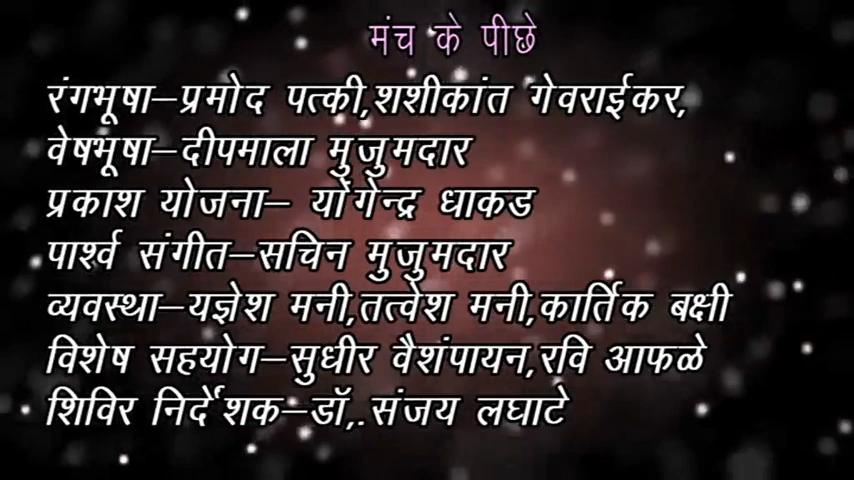 मंच के पीछे
रंगभूषा–प्रमोद पत्की,शशीकांत गेवराईकर,
वेषभूषा–दीपमाला मुजुमदार
प्रकाश योजना– योगेन्द्र धाकड
पार्श्व संगीत–सचिन मुजुमदार
व्यवस्था–यज्ञेश मनी,तत्वेश मनी,कार्तिक बक्षी
विशेष सहयोग–सुधीर वैशंपायन,रवि आफळे
शिविर निर्देशक–डॉ,.संजय लघाटे